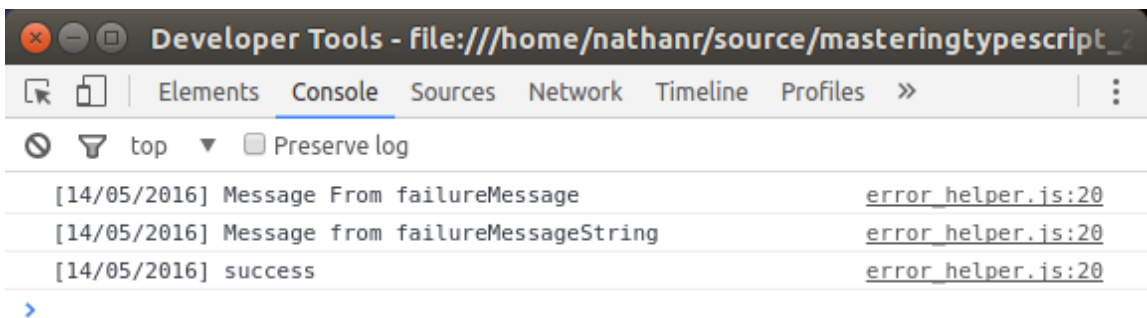 Developer Tools - file:///home/nathanr/source/masteringtypescript_2
Elements Console Sources Network Timeline Profiles »
top ▼ Preserve log
[14/05/2016] Message From failureMessage error_helper.js:20
[14/05/2016] Message from failureMessageString error_helper.js:20
[14/05/2016] success error_helper.js:20
>